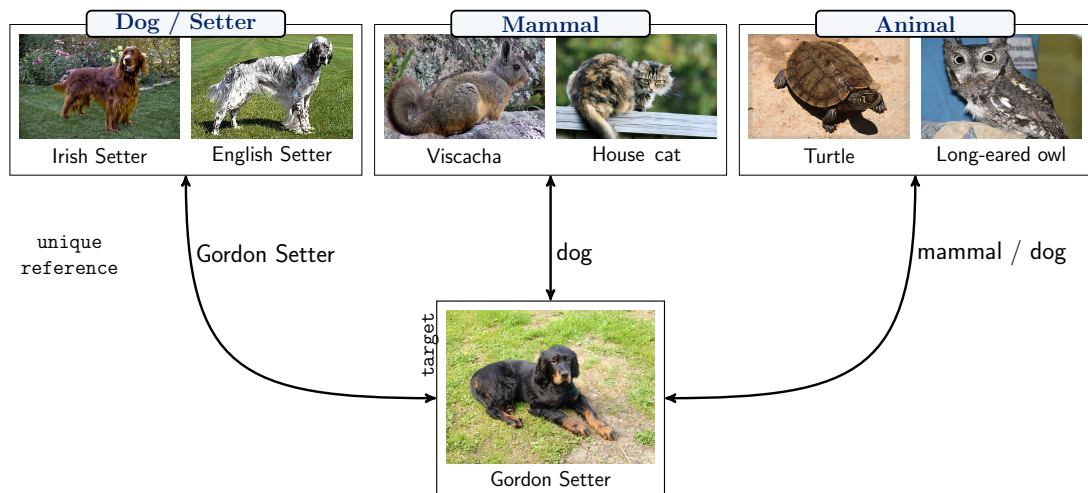 Dog / Setter
Mammal
Animal
Irish Setter
English Setter
Viscacha
House cat
Turtle
Long-eared owl
unique
reference
Gordon Setter
dog
mammal / dog
target
Gordon Setter